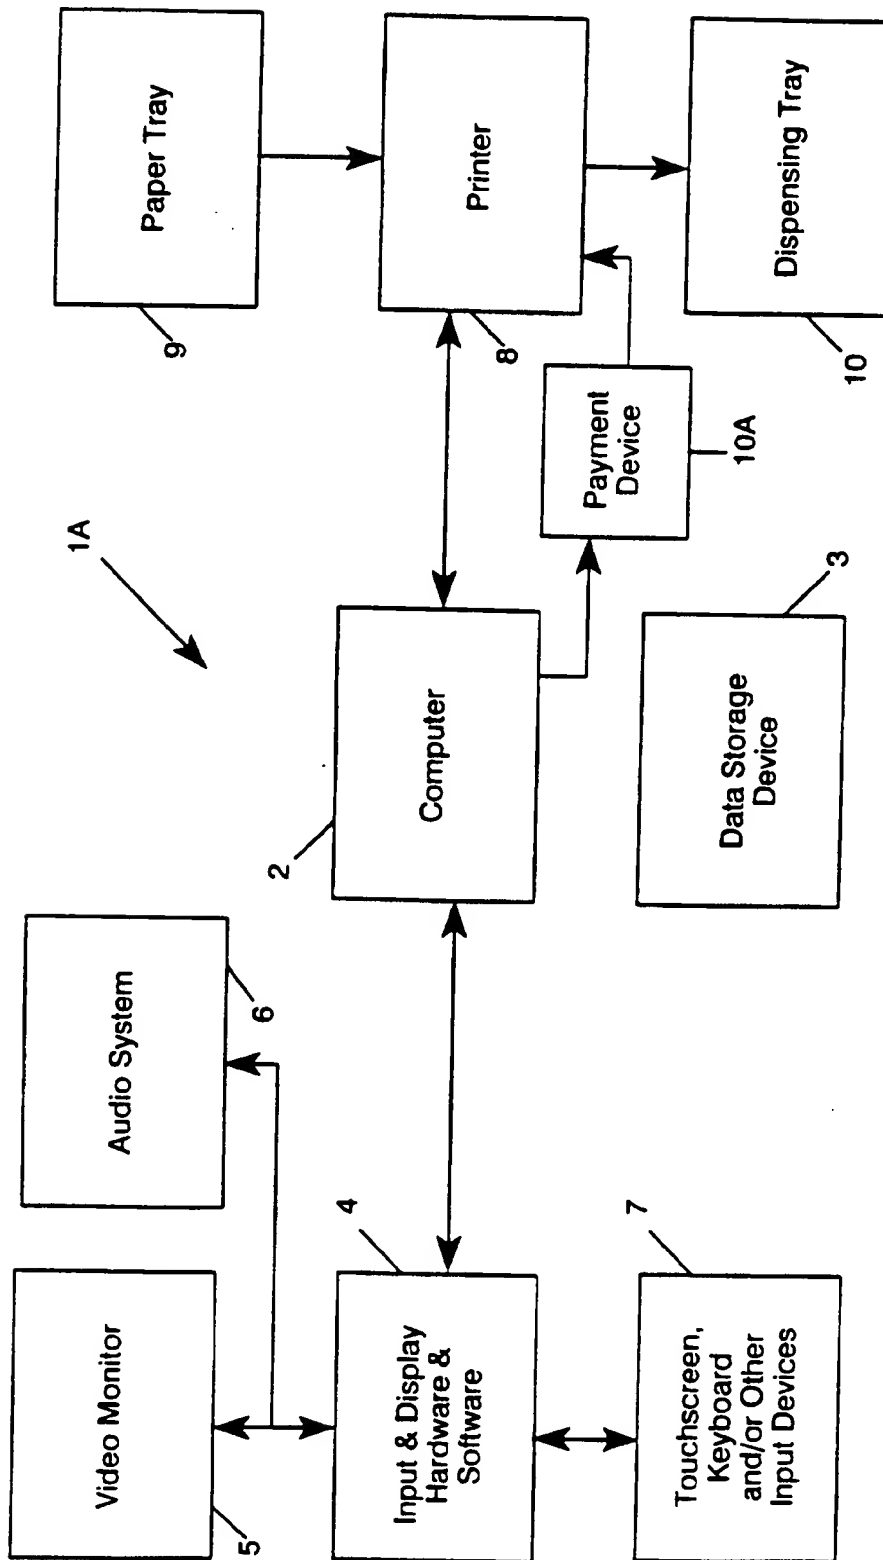 1A
Video Monitor
5
Audio System
6
Paper Tray
9
Input & Display
Hardware &
Software
4
Computer
2
Printer
8
Payment
Device
10A
Touchscreen,
Keyboard
and/or Other
Input Devices
7
Data Storage
Device
3
Dispensing Tray
10